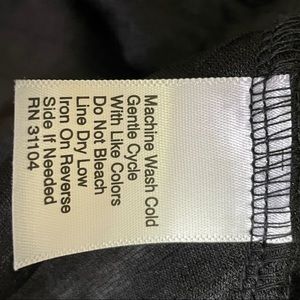 Machine Wash Cold
Gentle Cycle
With Like Colors
Do Not Bleach
Line Dry Low
Iron On Reverse
Side If Needed
RN 31104